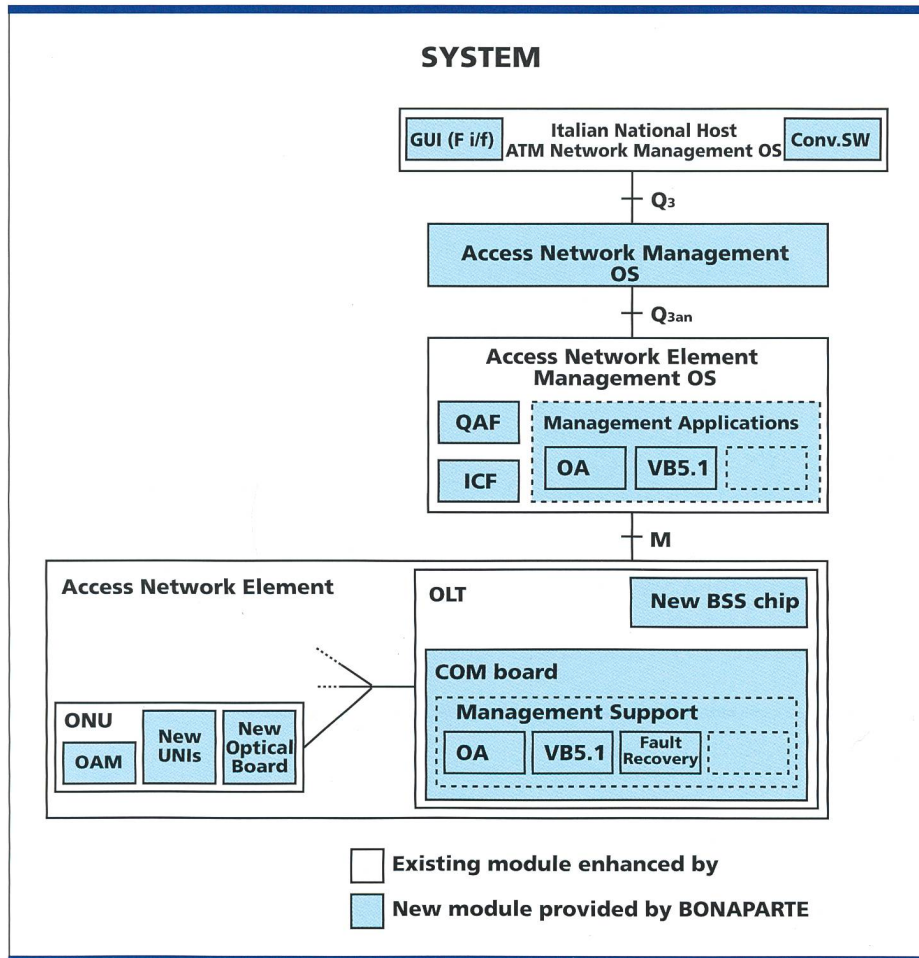 SYSTEM
GUI (F i/f)
Italian National Host
ATM Network Management OS
Conv.SW
Q3
Access Network Management
OS
Q3an
Access Network Element
Management OS
QAF
ICF
Management Applications
OA
VB5.1
M
Access Network Element
OLT
New BSS chip
COM board
Management Support
OA
VB5.1
Fault
Recovery
ONU
OAM
New
UNIs
New
Optical
Board
Existing module enhanced by
New module provided by BONAPARTE